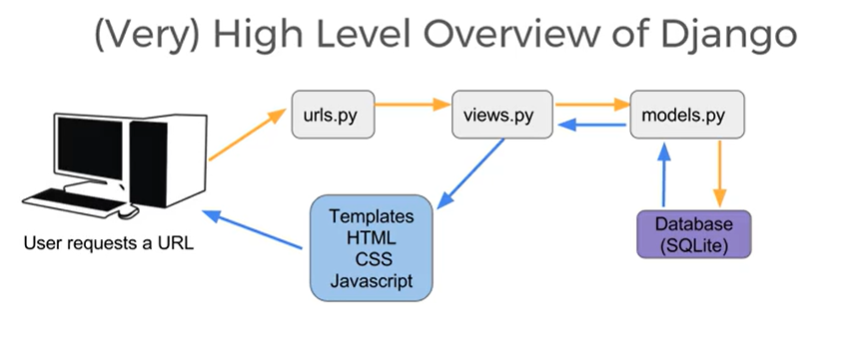 (Very) High Level Overview of Django
urls.py
views.py
models.py
User requests a URL
Templates
HTML
CSS
Javascript
Database
(SQLite)